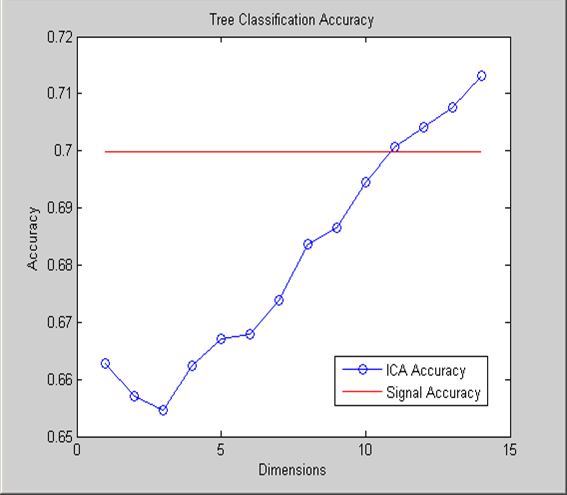 Tree Classification Accuracy
0.72
0.71
0.7
0.69
0.68
0.67
0.66
0.65
Accuracy
ICA Accuracy
Signal Accuracy
0 5 10 15
Dimensions